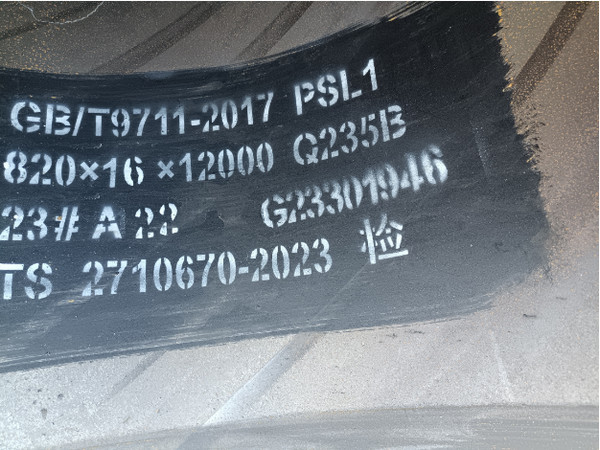 GB/T9711-2017 PSL1
820×16×12000 Q235B
23# A 22 G23301946
TS 2710670-2023 检